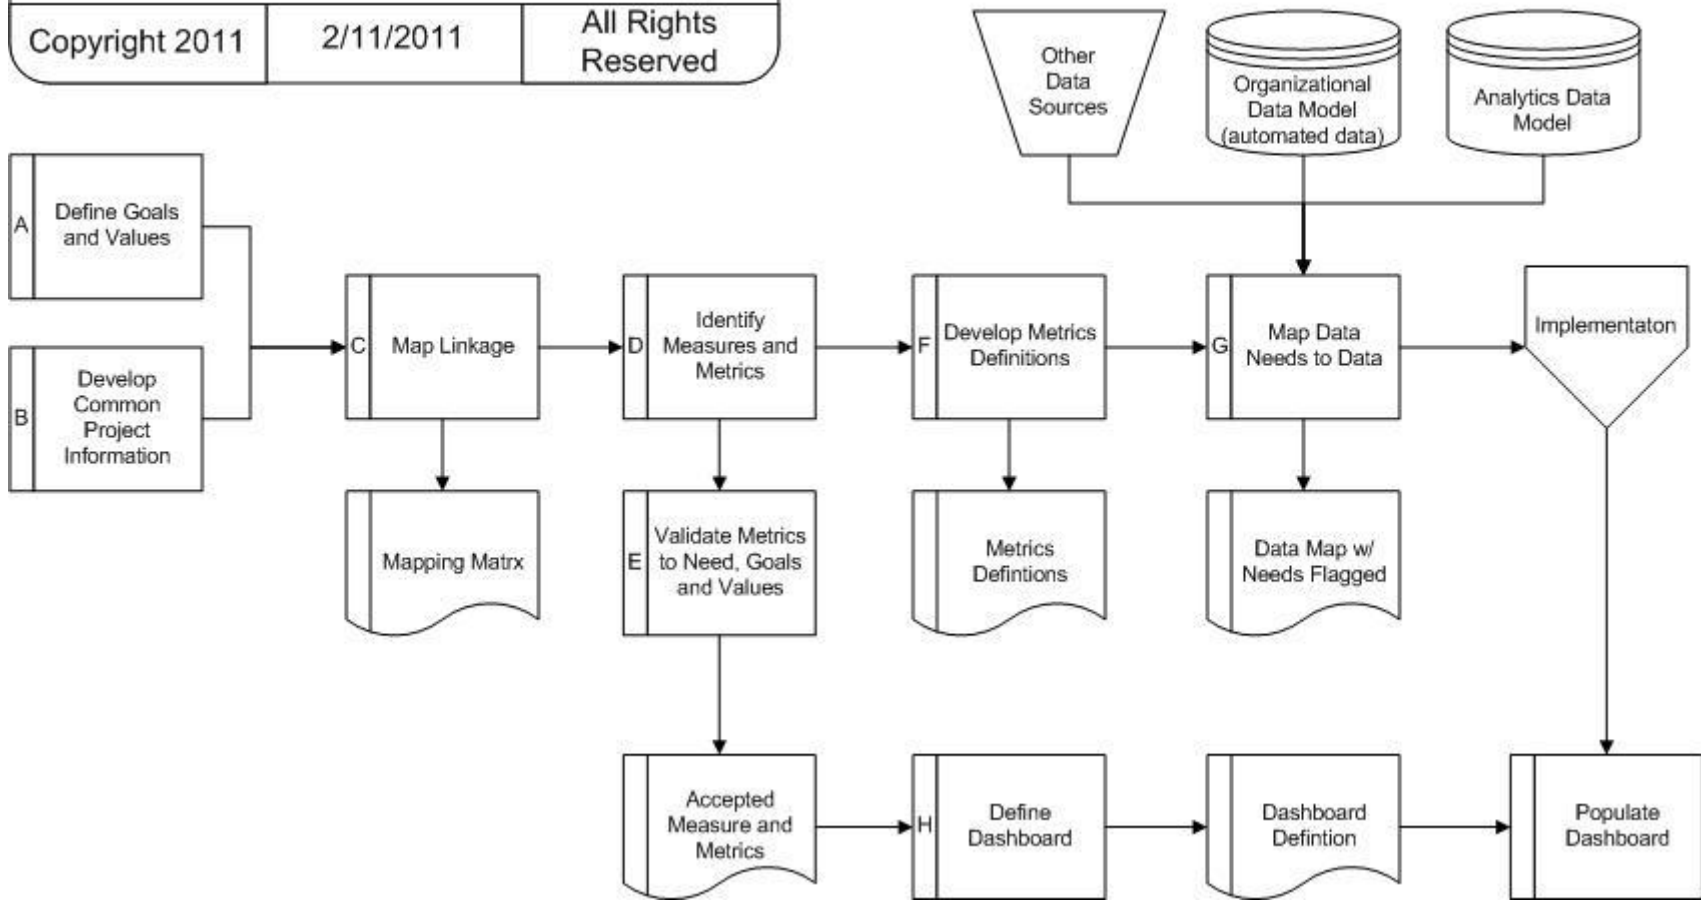 Copyright 2011
2/11/2011
All Rights
Reserved
Other
Data
Sources
Organizational
Data Model
(automated data)
Analytics Data
Model
A
Define Goals
and Values
B
Develop
Common
Project
Information
C
Map Linkage
D
Identify
Measures and
Metrics
F
Develop Metrics
Definitions
G
Map Data
Needs to Data
Implementaton
Mapping Matrx
E
Validate Metrics
to Need, Goals
and Values
Metrics
Defintions
Data Map w/
Needs Flagged
Accepted
Measure and
Metrics
H
Define
Dashboard
Dashboard
Defintion
Populate
Dashboard